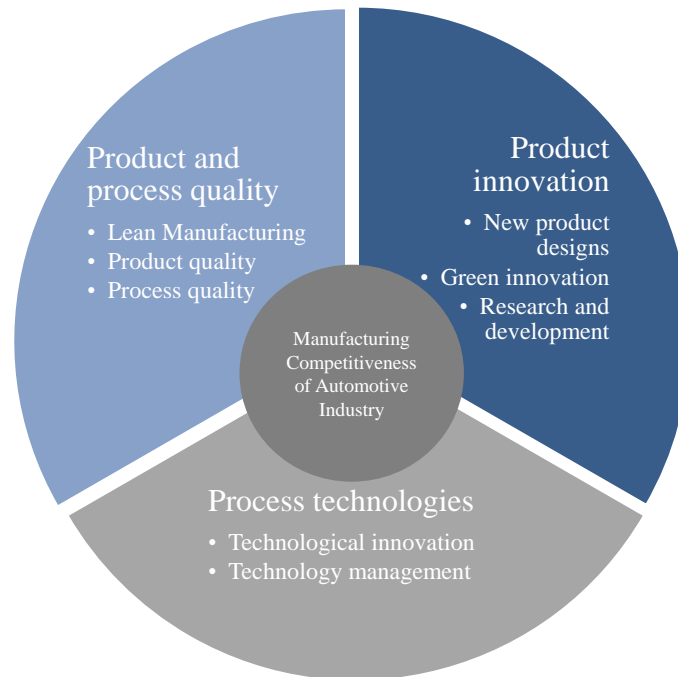 Product and
process quality
• Lean Manufacturing
• Product quality
• Process quality
Product
innovation
• New product
designs
• Green innovation
• Research and
development
Manufacturing
Competitiveness
of Automotive
Industry
Process technologies
• Technological innovation
• Technology management